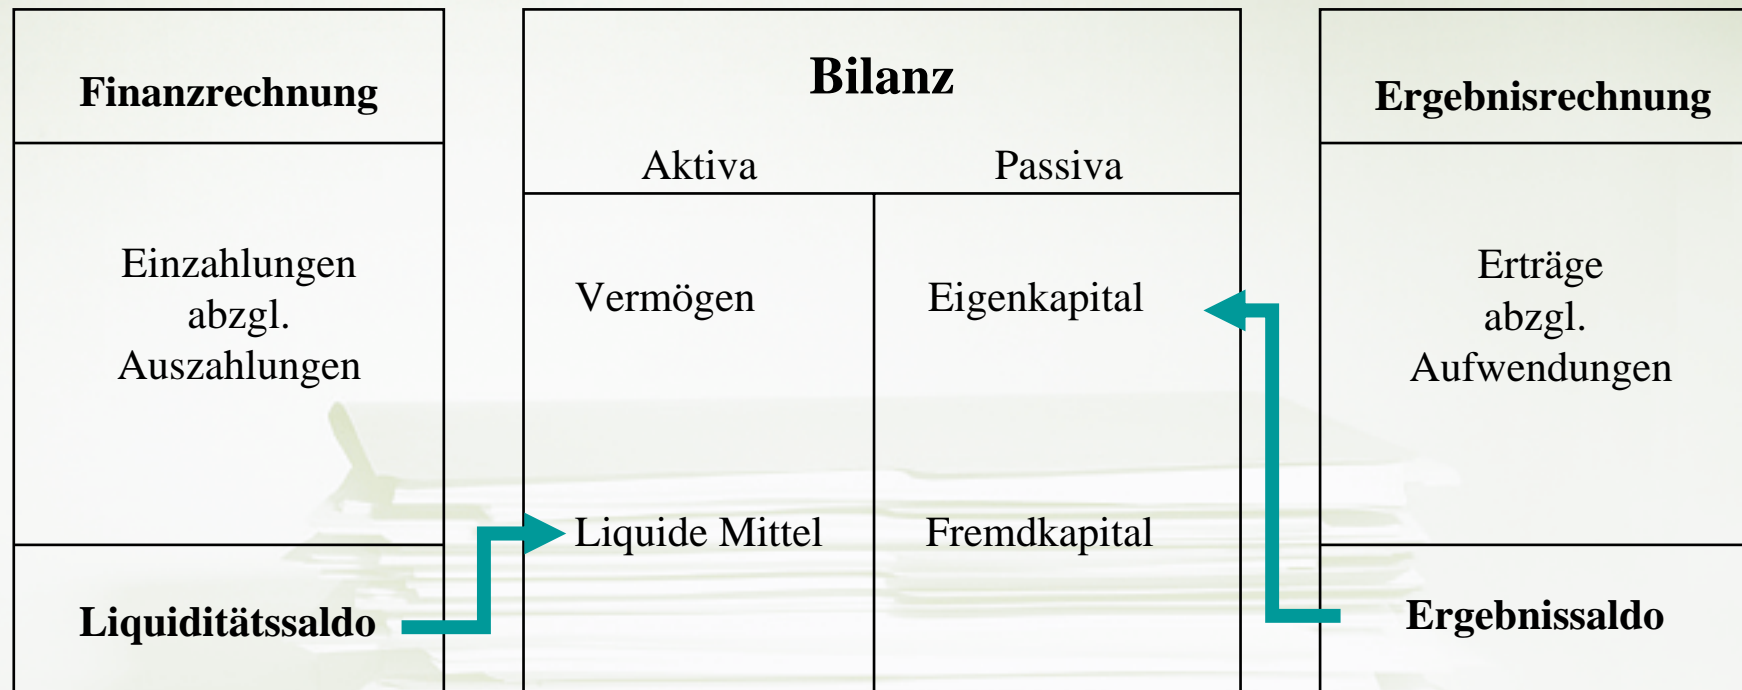 Finanzrechnung
Einzahlungen
abzgl.
Auszahlungen
Liquiditätssaldo
Bilanz
Aktiva
Passiva
Vermögen
Eigenkapital
Liquide Mittel
Fremdkapital
Ergebnisrechnung
Erträge
abzgl.
Aufwendungen
Ergebnissaldo